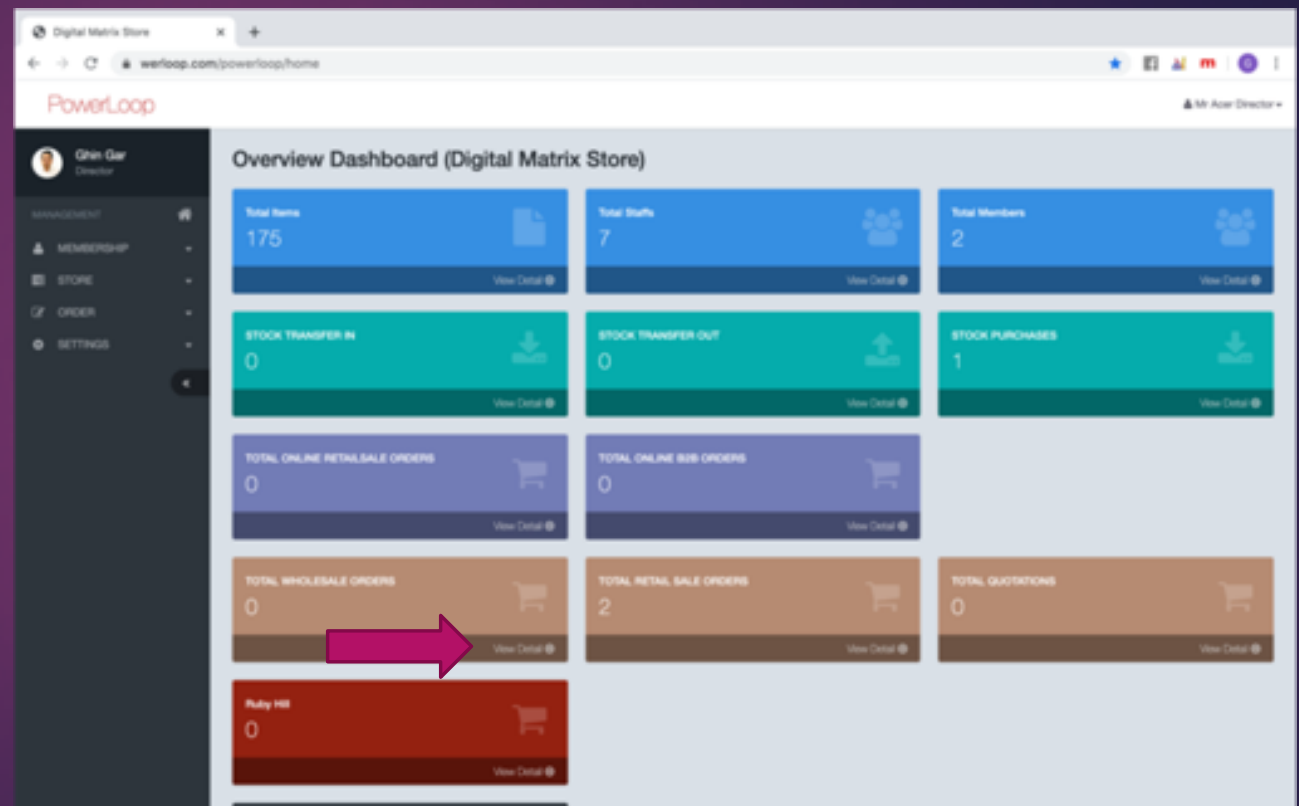 Digital Matrix Store
werloop.com/powerloop/home
PowerLoop
Mr Acer Director
Ghin Gar
Director
Overview Dashboard (Digital Matrix Store)
MANAGEMENT
MEMBERSHIP
STORE
ORDER
SETTINGS
Total Items
175
View Detail
Total Staffs
7
View Detail
Total Members
2
View Detail
STOCK TRANSFER IN
0
View Detail
STOCK TRANSFER OUT
0
View Detail
STOCK PURCHASES
1
View Detail
TOTAL ONLINE RETAILSALE ORDERS
0
View Detail
TOTAL ONLINE B2B ORDERS
0
View Detail
TOTAL WHOLESALE ORDERS
0
View Detail
TOTAL RETAIL SALE ORDERS
2
View Detail
TOTAL QUOTATIONS
0
View Detail
Ruby Hill
0
View Detail